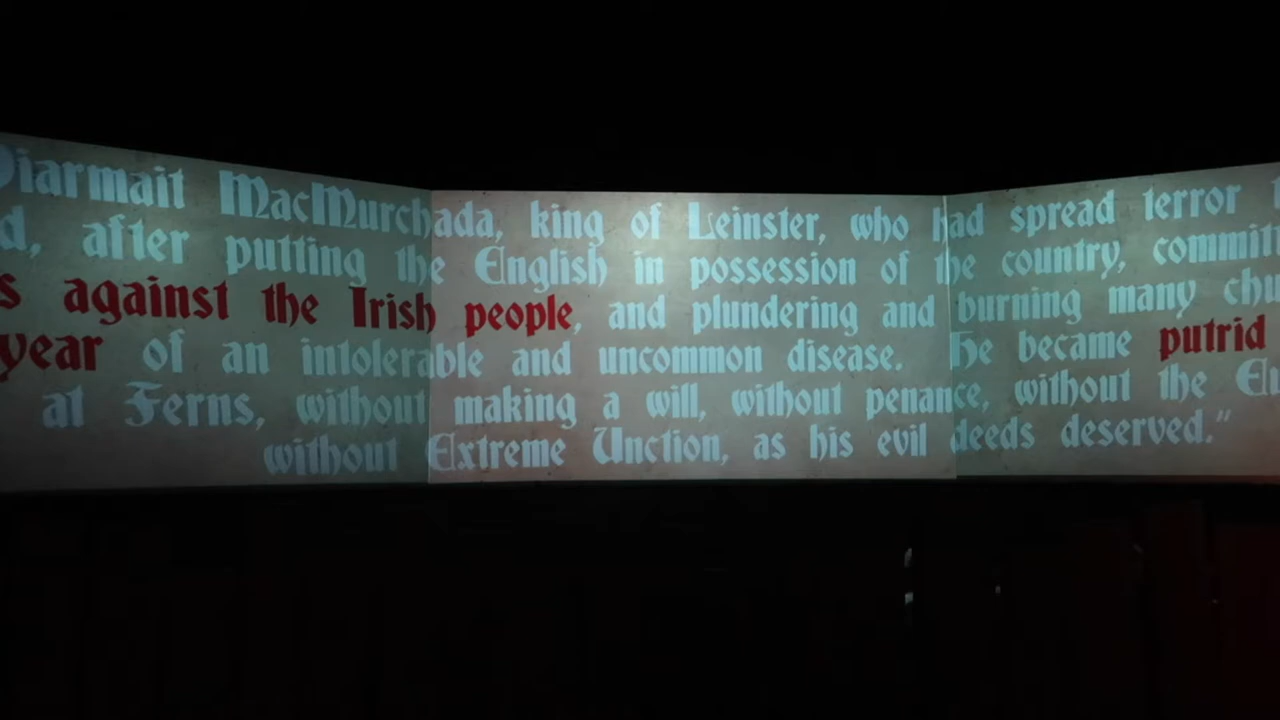 Diarmait MacMurchada, king of Leinster, who had spread terror
after putting the English in possession of the country,
against the Irish people, and plundering and burning many
year of an intolerable and uncommon disease. He became putrid
at Ferns, without making a will, without penance, without the
without Extreme Unction, as his evil deeds deserved."